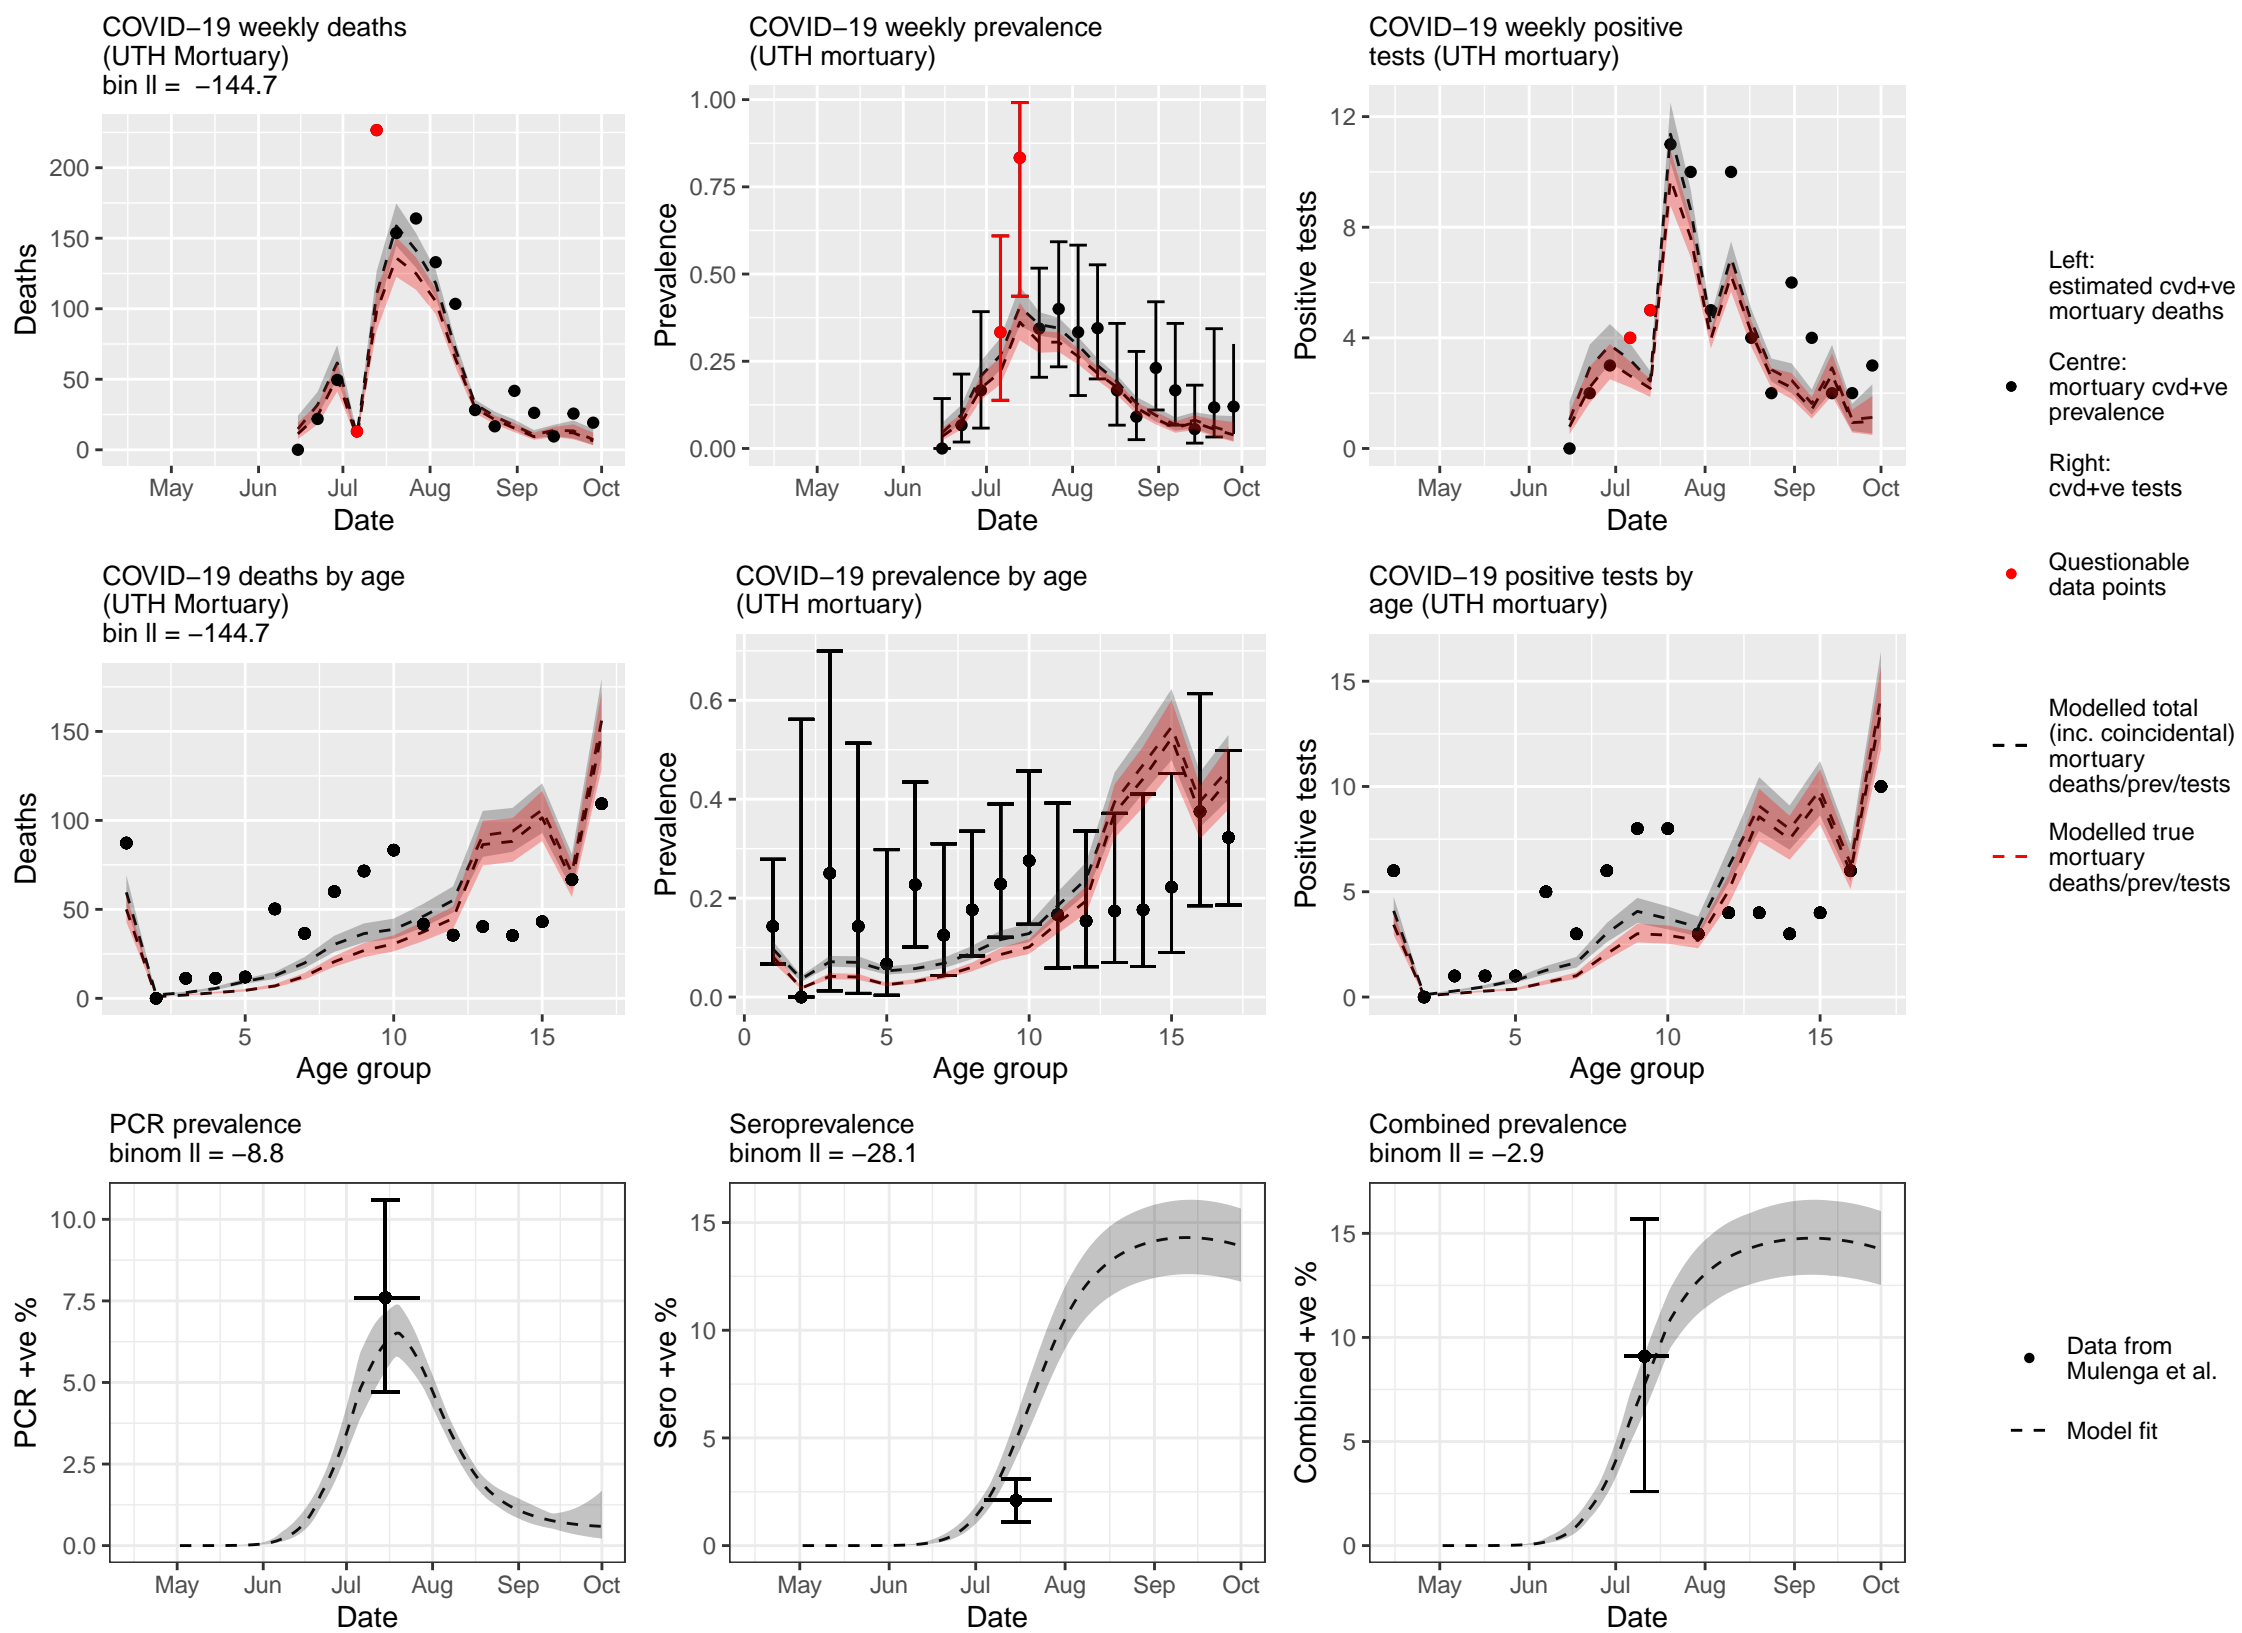 COVID−19 weekly deaths
(UTH Mortuary)
bin ll =  −144.7
200
150
100
50
0
Deaths
May
Jun
Jul
Aug
Sep
Oct
Date
COVID−19 weekly prevalence
(UTH mortuary)
1.00
0.75
0.50
0.25
0.00
Prevalence
May
Jun
Jul
Aug
Sep
Oct
Date
COVID−19 weekly positive
tests (UTH mortuary)
12
8
4
0
Positive tests
May
Jun
Jul
Aug
Sep
Oct
Date
Left:
estimated cvd+ve
mortuary deaths
Centre:
mortuary cvd+ve
prevalence
Right:
cvd+ve tests
Questionable
data points
Modelled total
(inc. coincidental)
mortuary
deaths/prev/tests
Modelled true
mortuary
deaths/prev/tests
COVID−19 deaths by age
(UTH Mortuary)
bin ll = −144.7
150
100
50
0
Deaths
5
10
15
Age group
COVID−19 prevalence by age
(UTH mortuary)
0.6
0.4
0.2
0.0
Prevalence
0
5
10
15
Age group
COVID−19 positive tests by
age (UTH mortuary)
15
10
5
0
Positive tests
5
10
15
Age group
PCR prevalence
binom ll = −8.8
10.0
7.5
5.0
2.5
0.0
PCR +ve %
May
Jun
Jul
Aug
Sep
Oct
Date
Seroprevalence
binom ll = −28.1
15
10
5
0
Sero +ve %
May
Jun
Jul
Aug
Sep
Oct
Date
Combined prevalence
binom ll = −2.9
15
10
5
0
Combined +ve %
May
Jun
Jul
Aug
Sep
Oct
Date
Data from
Mulenga et al.
Model fit